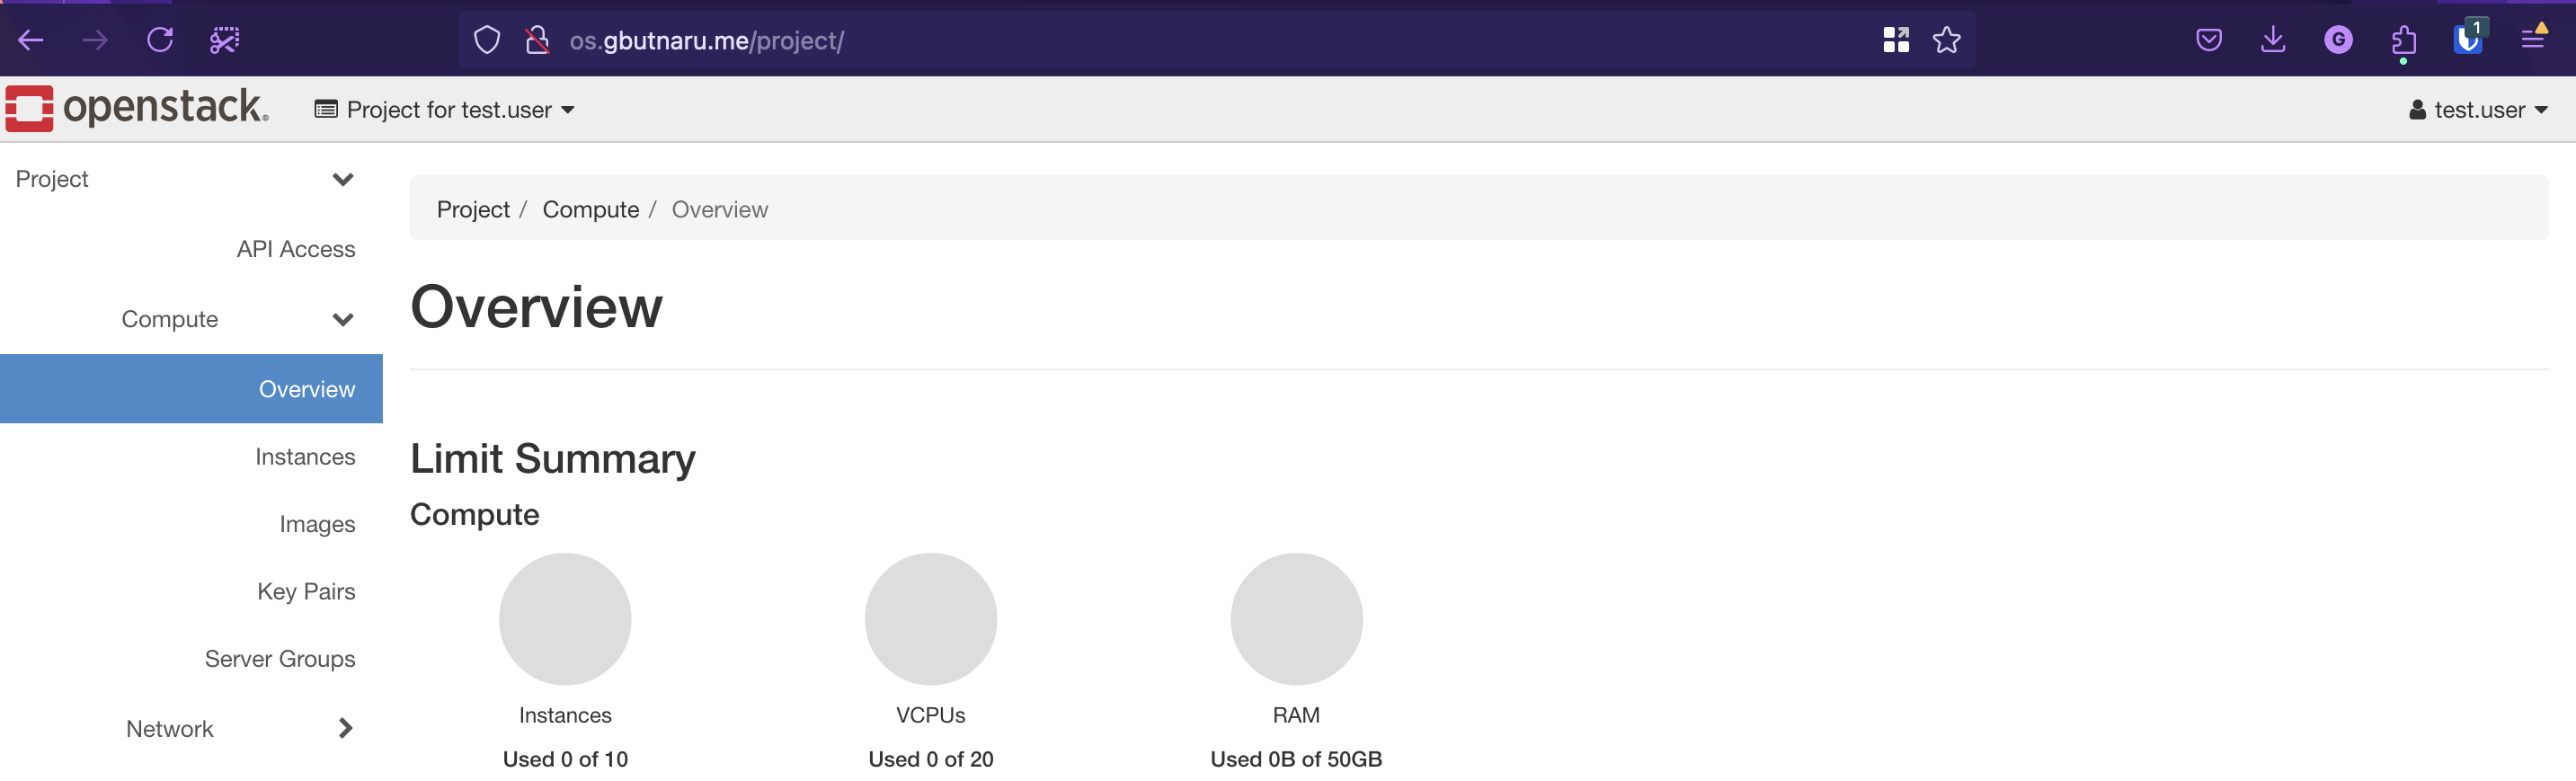 os.gbutnaru.me/project/
G
1
openstack.
Project for test.user
test.user
Project
API Access
Compute
Overview
Instances
Images
Key Pairs
Server Groups
Network
Project / Compute / Overview
Overview
Limit Summary
Compute
Instances
Used 0 of 10
VCPUs
Used 0 of 20
RAM
Used 0B of 50GB